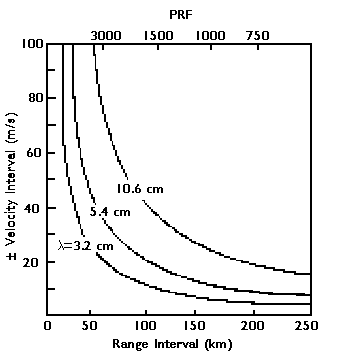 PRF
3000 1500 1000 750
100
80
60
40
20
± Velocity Interval (m/s)
10.6 cm
5.4 cm
λ=3.2 cm
0 50 100 150 200 250
Range Interval (km)